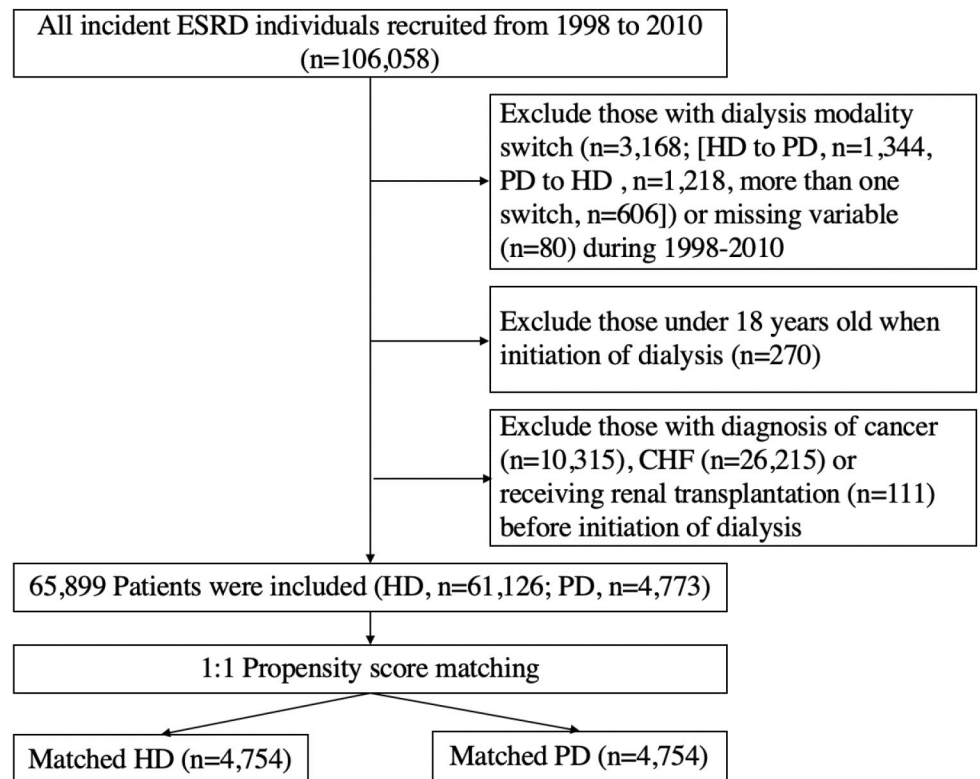 All incident ESRD individuals recruited from 1998 to 2010
(n=106,058)
Exclude those with dialysis modality
switch (n=3,168; [HD to PD, n=1,344,
PD to HD , n=1,218, more than one
switch, n=606]) or missing variable
(n=80) during 1998-2010
Exclude those under 18 years old when
initiation of dialysis (n=270)
Exclude those with diagnosis of cancer
(n=10,315), CHF (n=26,215) or
receiving renal transplantation (n=111)
before initiation of dialysis
65,899 Patients were included (HD, n=61,126; PD, n=4,773)
1:1 Propensity score matching
Matched HD (n=4,754)
Matched PD (n=4,754)